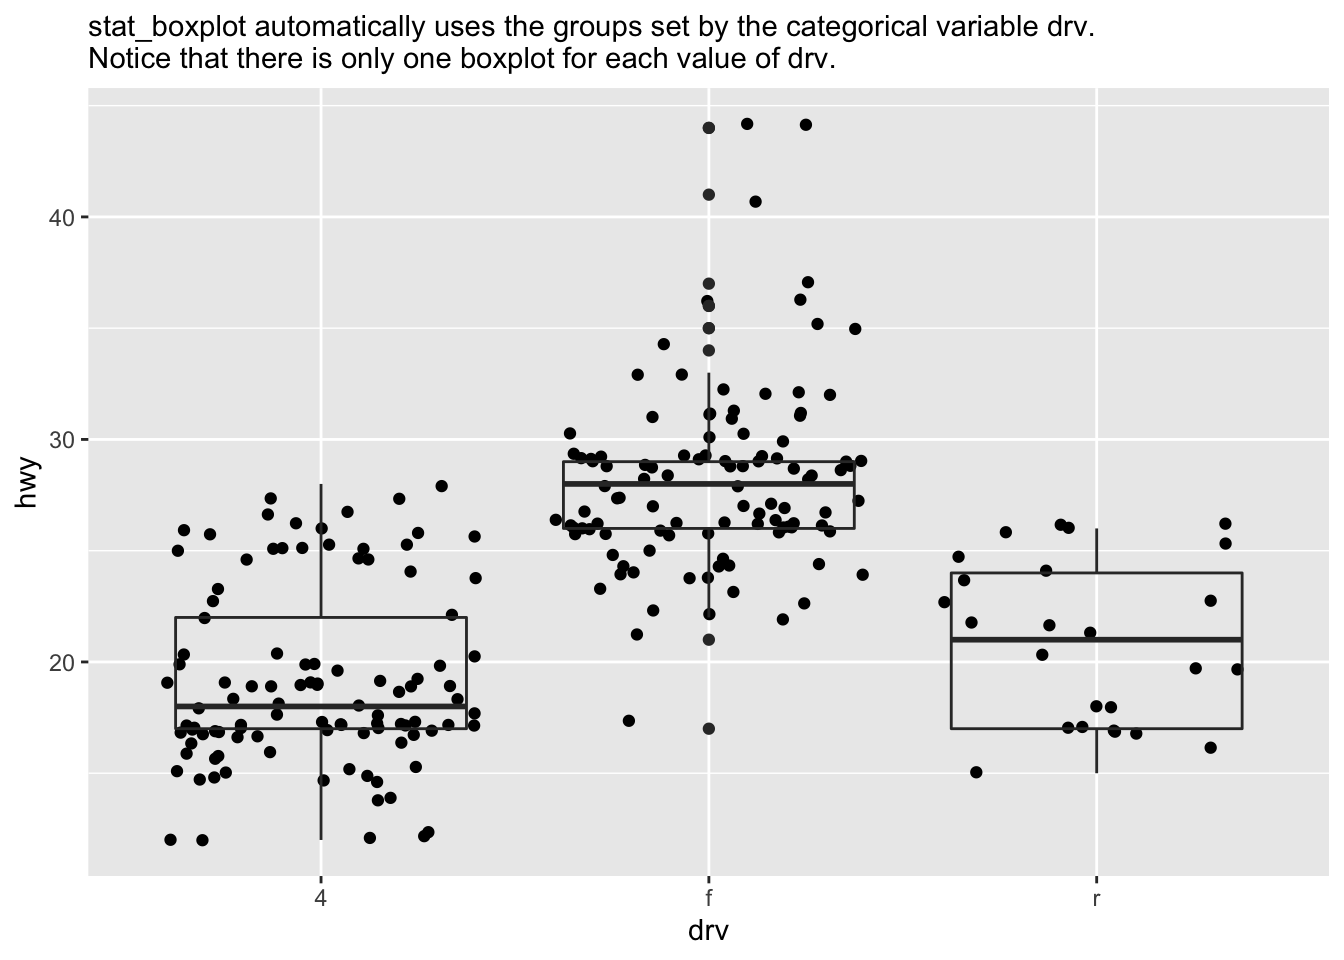 stat_boxplot automatically uses the groups set by the categorical variable drv.
Notice that there is only one boxplot for each value of drv.
40
30
20
hwy
4 f r
drv